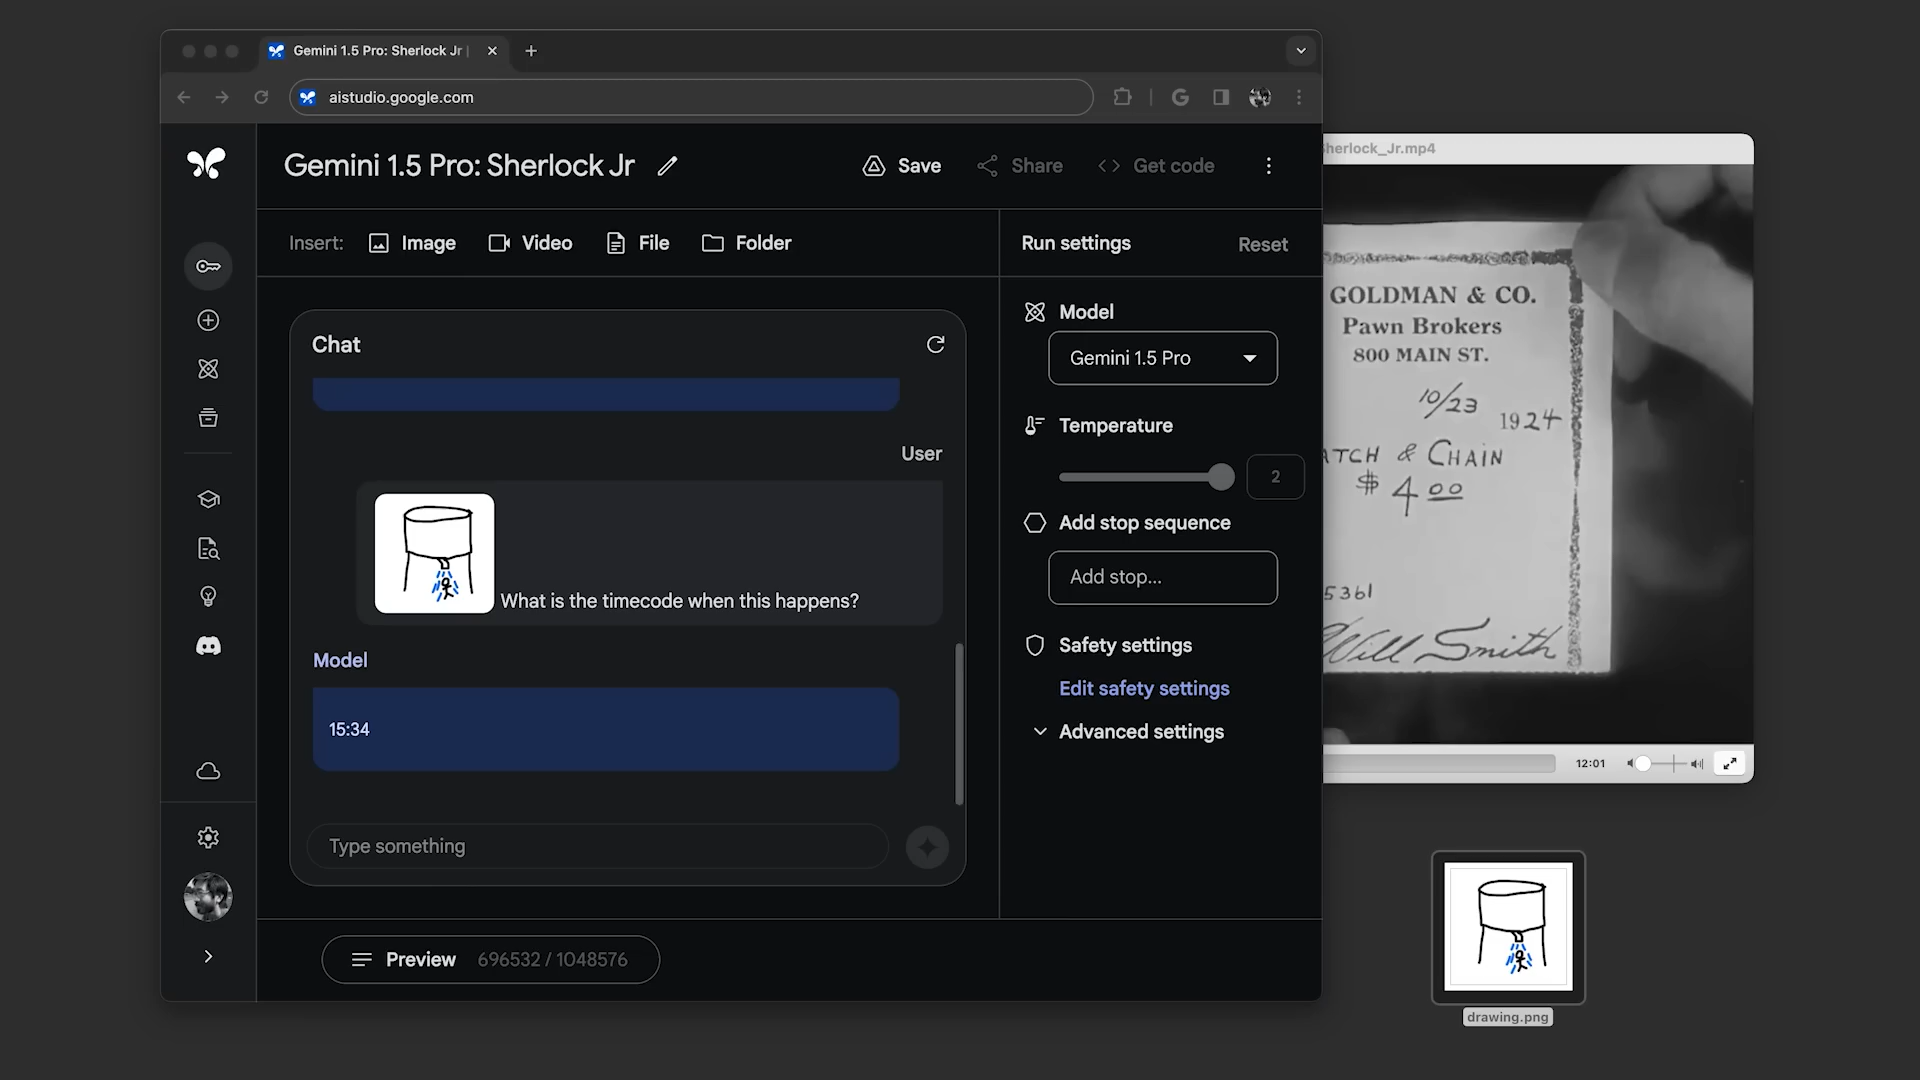 Gemini 1.5 Pro: Sherlock Jr |
aistudio.google.com
Gemini 1.5 Pro: Sherlock Jr
Save
Share
Get code
Insert:
Image
Video
File
Folder
Chat
User
What is the timecode when this happens?
Model
15:34
Type something
Preview
696532 / 1048576
Run settings
Reset
Model
Gemini 1.5 Pro
Temperature
2
Add stop sequence
Add stop...
Safety settings
Edit safety settings
Advanced settings
Sherlock_Jr.mp4
GOLDMAN & CO.
Pawn Brokers
800 MAIN ST.
10/23 1924
& CHAIN
$ 4 00
5361
Will Smith
12:01
drawing.png